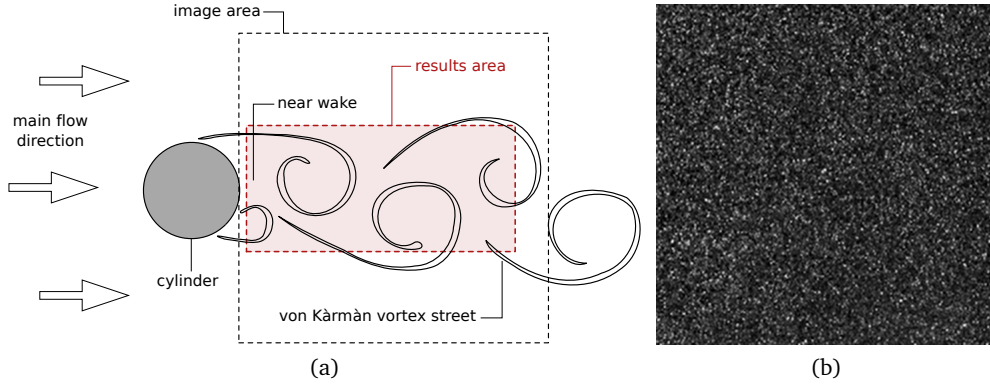 image area
results area
near wake
main flow
direction
cylinder
von Kàrmàn vortex street
(a)
(b)